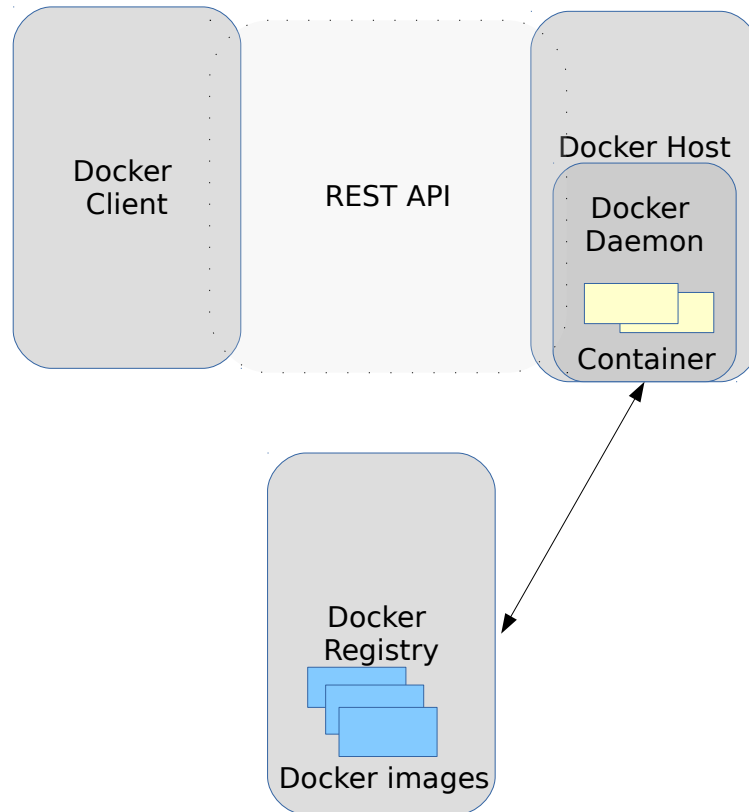 Docker
Client
REST API
Docker Host
Docker
Daemon
Container
Docker
Registry
Docker images